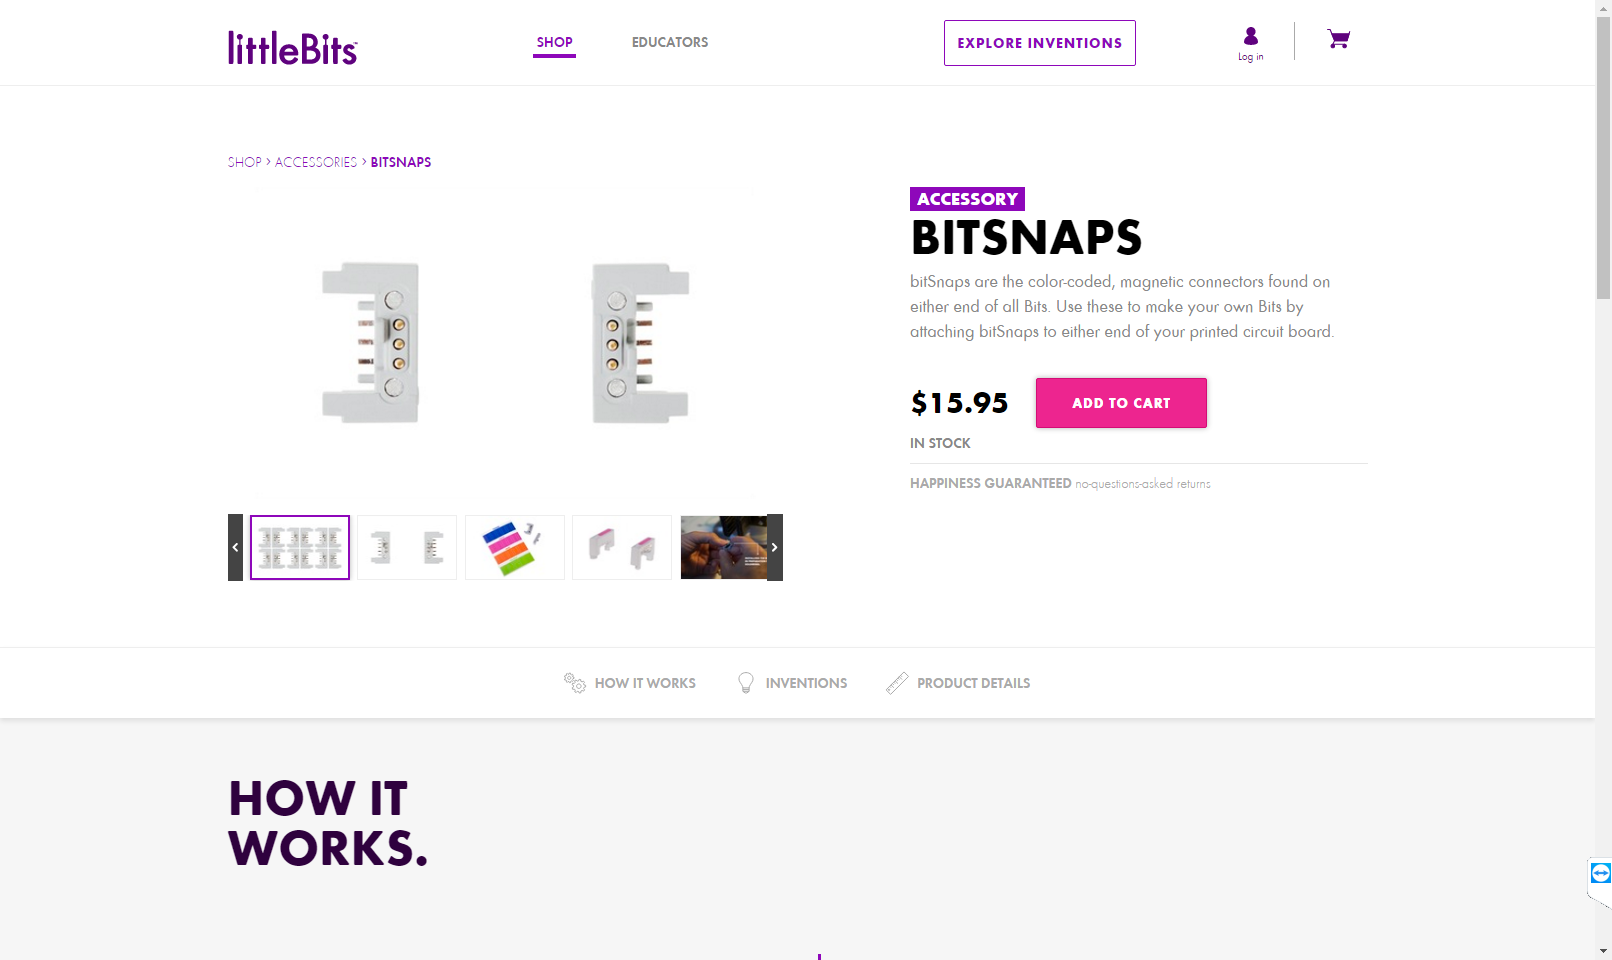 littleBits
SHOP
EDUCATORS
EXPLORE INVENTIONS
Log in
SHOP > ACCESSORIES > BITSNAPS
ACCESSORY
BITSNAPS
bitSnaps are the color-coded, magnetic connectors found on
either end of all Bits. Use these to make your own Bits by
attaching bitSnaps to either end of your printed circuit board.
$15.95
ADD TO CART
IN STOCK
HAPPINESS GUARANTEED no-questions-asked returns
HOW IT WORKS
INVENTIONS
PRODUCT DETAILS
HOW IT
WORKS.